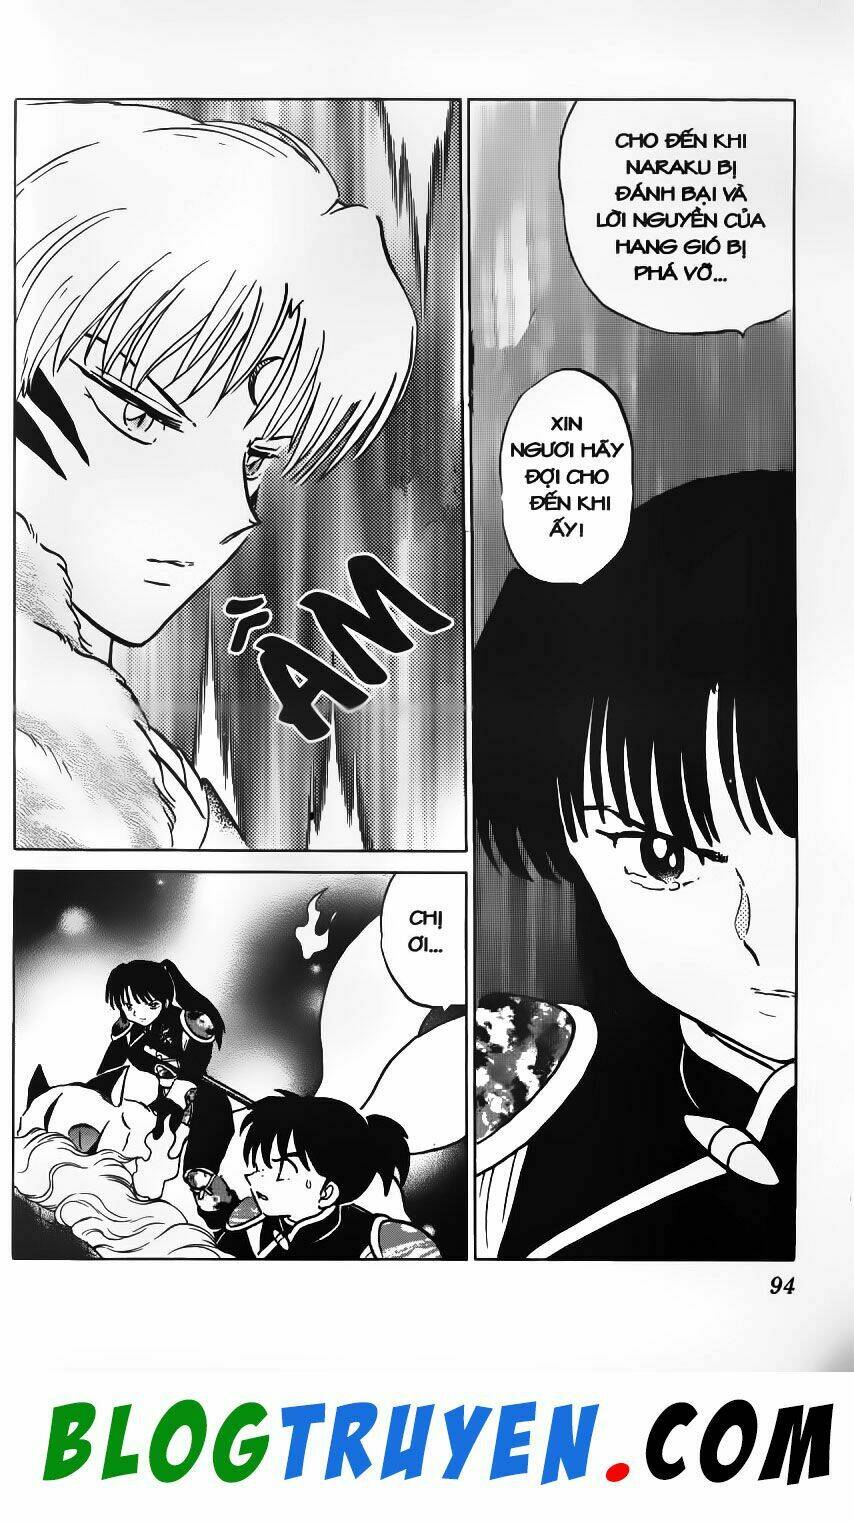 CHO ĐẾN KHI
NARAKU BỊ
ĐÁNH BẠI VÀ
LỜI NGUYỀN CỦA
HANG GIÓ BỊ
PHÁ VỠ...
XIN
NGƯƠI HÃY
ĐỢI CHO
ĐẾN KHI
ẤY!
ẦM
CHỊ
ƠI...
94
BLOGTRUYEN.COM